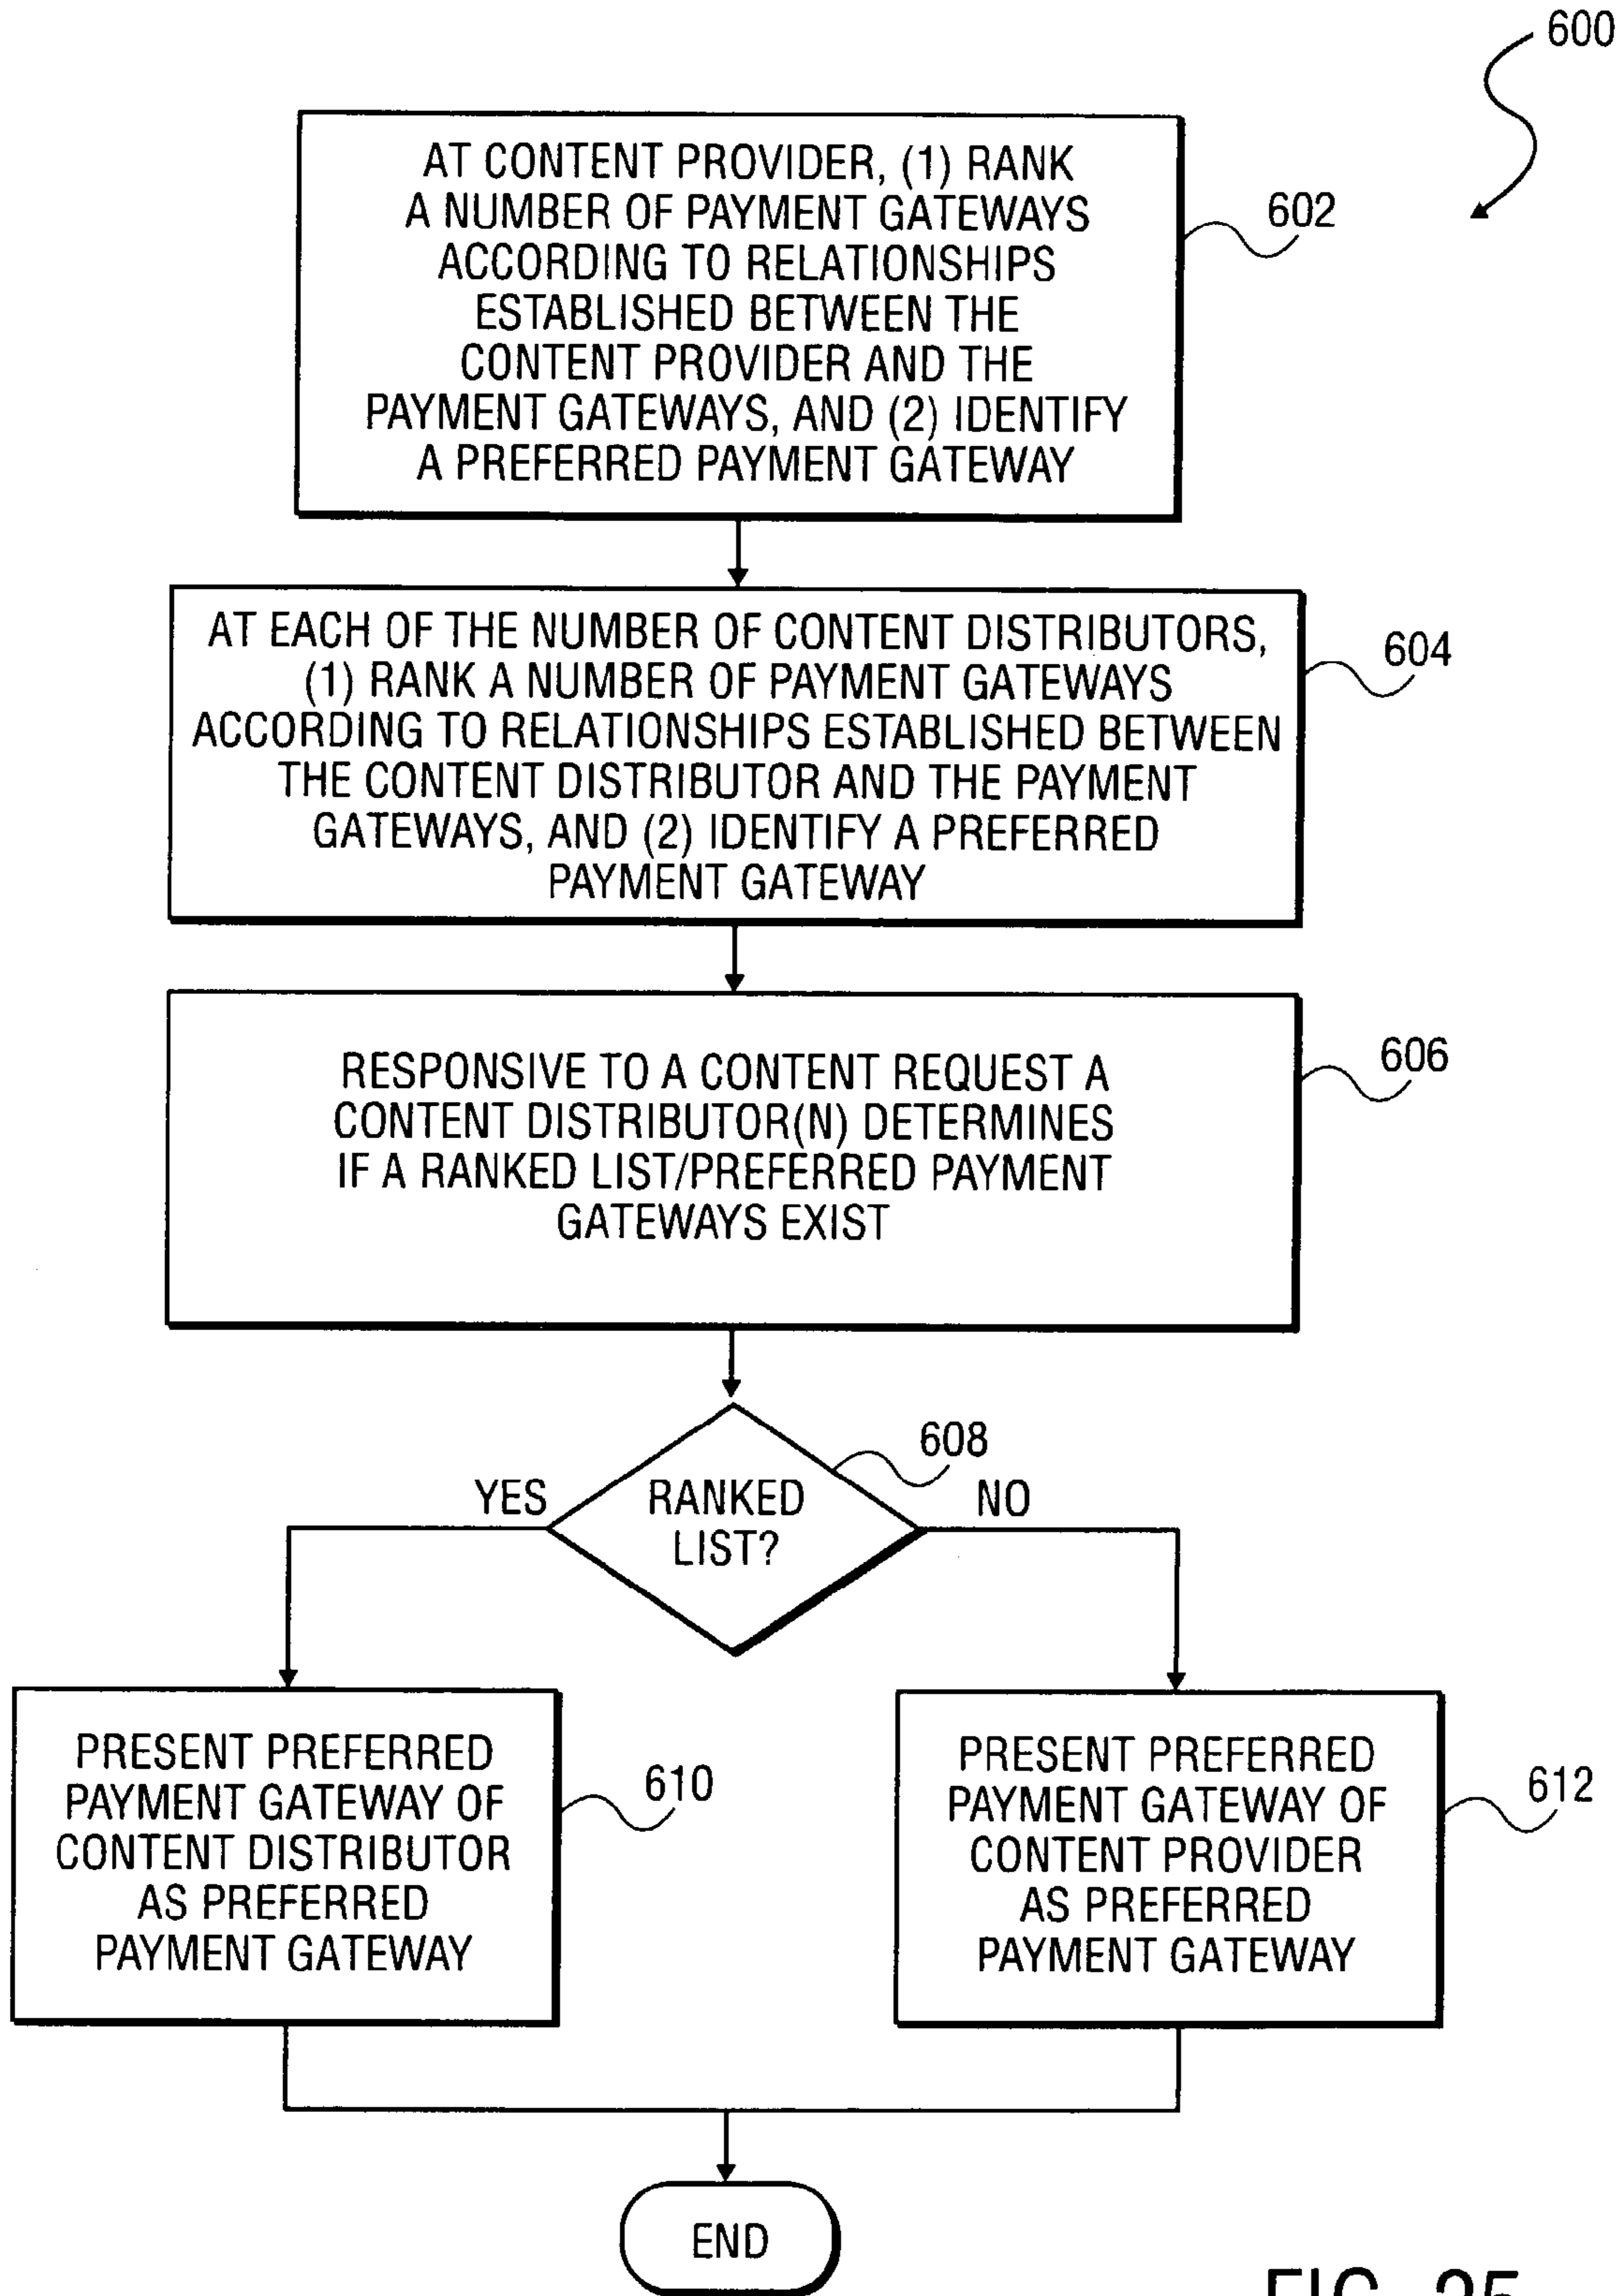 600
AT CONTENT PROVIDER, (1) RANK
A NUMBER OF PAYMENT GATEWAYS
ACCORDING TO RELATIONSHIPS
ESTABLISHED BETWEEN THE
CONTENT PROVIDER AND THE
PAYMENT GATEWAYS, AND (2) IDENTIFY
A PREFERRED PAYMENT GATEWAY
602
AT EACH OF THE NUMBER OF CONTENT DISTRIBUTORS,
(1) RANK A NUMBER OF PAYMENT GATEWAYS
ACCORDING TO RELATIONSHIPS ESTABLISHED BETWEEN
THE CONTENT DISTRIBUTOR AND THE PAYMENT
GATEWAYS, AND (2) IDENTIFY A PREFERRED
PAYMENT GATEWAY
604
RESPONSIVE TO A CONTENT REQUEST A
CONTENT DISTRIBUTOR(N) DETERMINES
IF A RANKED LIST/PREFERRED PAYMENT
GATEWAYS EXIST
606
608
YES
RANKED
LIST?
NO
PRESENT PREFERRED
PAYMENT GATEWAY OF
CONTENT DISTRIBUTOR
AS PREFERRED
PAYMENT GATEWAY
610
PRESENT PREFERRED
PAYMENT GATEWAY OF
CONTENT PROVIDER
AS PREFERRED
PAYMENT GATEWAY
612
END
FIG. 25